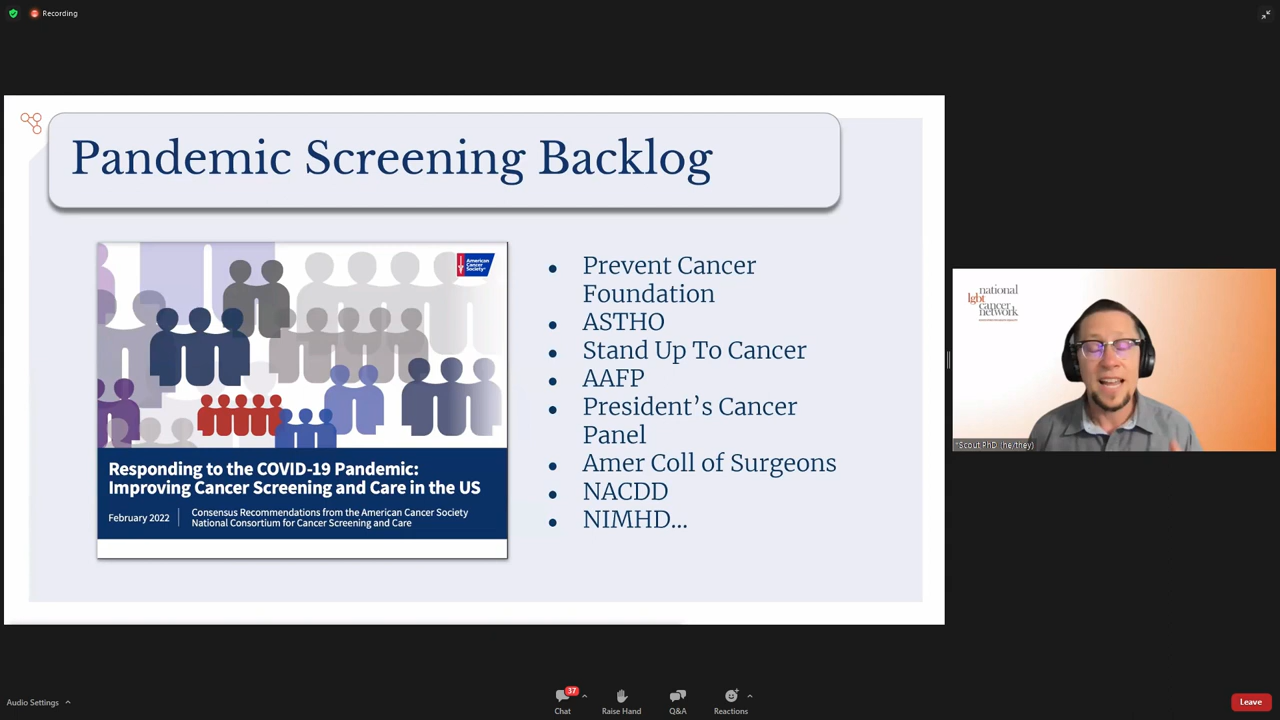 Recording
Pandemic Screening Backlog
American
Cancer
Society
Responding to the COVID-19 Pandemic:
Improving Cancer Screening and Care in the US
February 2022
Consensus Recommendations from the American Cancer Society
National Consortium for Cancer Screening and Care
• Prevent Cancer
Foundation
• ASTHO
• Stand Up To Cancer
• AAFP
• President’s Cancer
Panel
• Amer Coll of Surgeons
• NACDD
• NIMHD...
national
lgbt cancer
network
*Scout PhD (he/they)
Audio Settings
37
Chat
Raise Hand
Q&A
Reactions
Leave